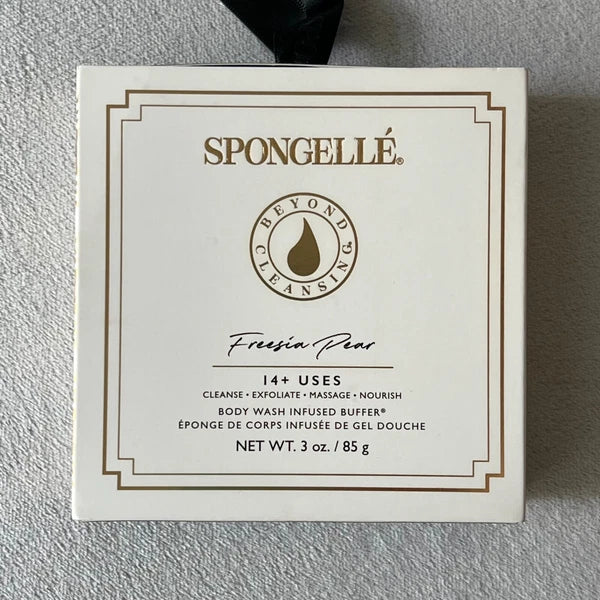 SPONGELLÉ®
BEYOND CLEANSING®
Freesia Pear
14+ USES
CLEANSE • EXFOLIATE • MASSAGE • NOURISH
BODY WASH INFUSED BUFFER®
ÉPONGE DE CORPS INFUSÉE DE GEL DOUCHE
NET WT. 3 oz. / 85 g